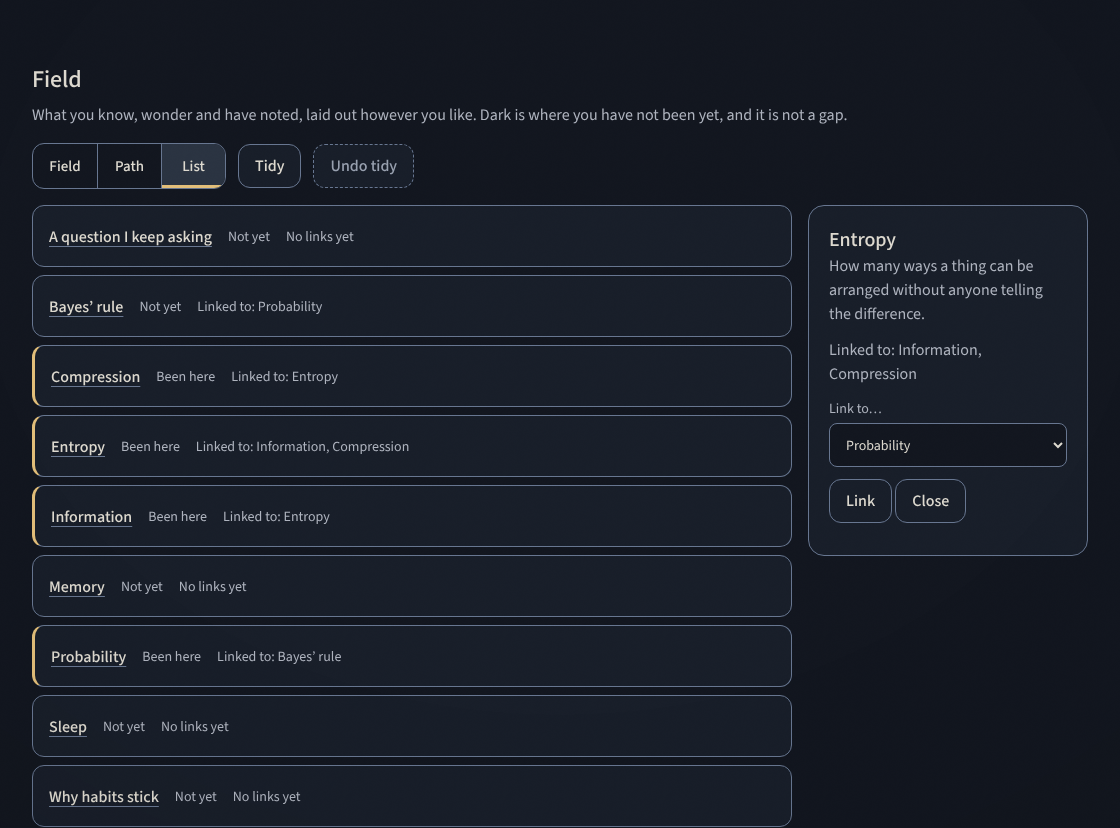 Field
What you know, wonder and have noted, laid out however you like. Dark is where you have not been yet, and it is not a gap.
Field Path List Tidy Undo tidy
A question I keep asking Not yet No links yet
Bayes’ rule Not yet Linked to: Probability
Compression Been here Linked to: Entropy
Entropy Been here Linked to: Information, Compression
Information Been here Linked to: Entropy
Memory Not yet No links yet
Probability Been here Linked to: Bayes’ rule
Sleep Not yet No links yet
Why habits stick Not yet No links yet
Entropy
How many ways a thing can be
arranged without anyone telling
the difference.
Linked to: Information,
Compression
Link to…
Probability
Link Close